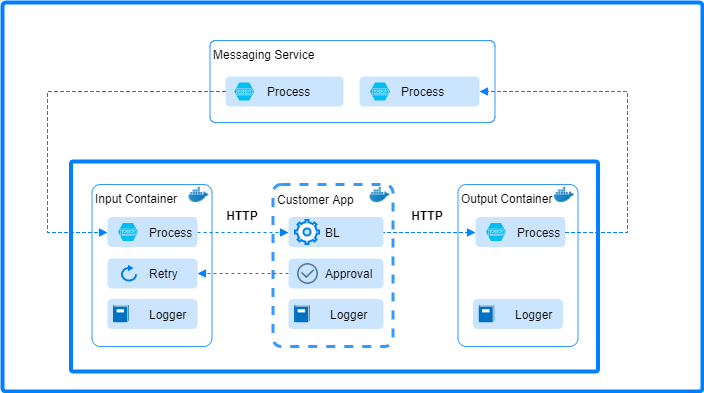 Messaging Service
Process
Process
Input Container
Customer App
Output Container
HTTP
HTTP
Process
BL
Process
Retry
Approval
Logger
Logger
Logger